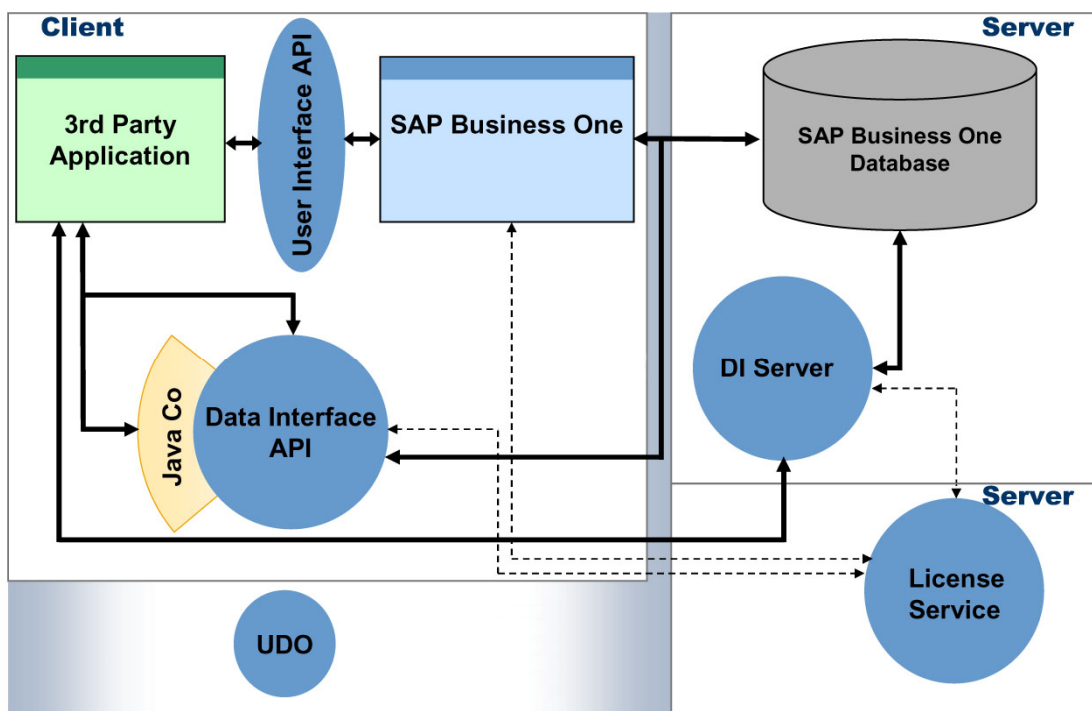 Client
Server
3rd Party
Application
User Interface API
SAP Business One
SAP Business One
Database
Java Co
Data Interface
API
DI Server
Server
License
Service
UDO